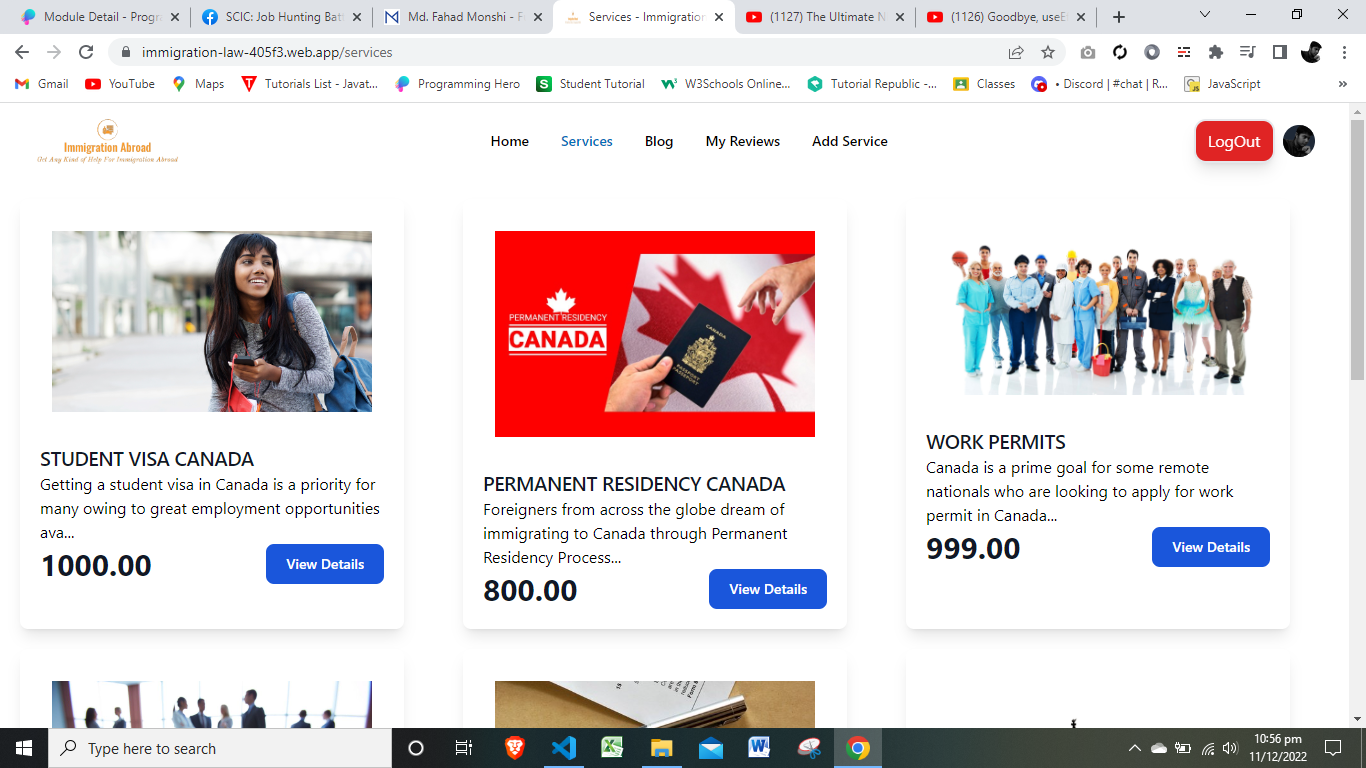 Module Detail - Progra
SCIC: Job Hunting Bat
Md. Fahad Monshi - F
Services - Immigration
(1127) The Ultimate N
(1126) Goodbye, useE
immigration-law-405f3.web.app/services
Gmail
YouTube
Maps
Tutorials List - Javat...
Programming Hero
Student Tutorial
W3Schools Online...
Tutorial Republic -...
Classes
• Discord | #chat | R...
JavaScript
»
Immigration Abroad
Get Any Kind of Help For Immigration Abroad
Home
Services
Blog
My Reviews
Add Service
LogOut
PERMANENT RESIDENCY
CANADA
CANADA
PASSPORT
PASSEPORT
STUDENT VISA CANADA
Getting a student visa in Canada is a priority for
many owing to great employment opportunities
ava...
1000.00
View Details
PERMANENT RESIDENCY CANADA
Foreigners from across the globe dream of
immigrating to Canada through Permanent
Residency Process...
800.00
View Details
WORK PERMITS
Canada is a prime goal for some remote
nationals who are looking to apply for work
permit in Canada...
999.00
View Details
Type here to search
10:56 pm
11/12/2022